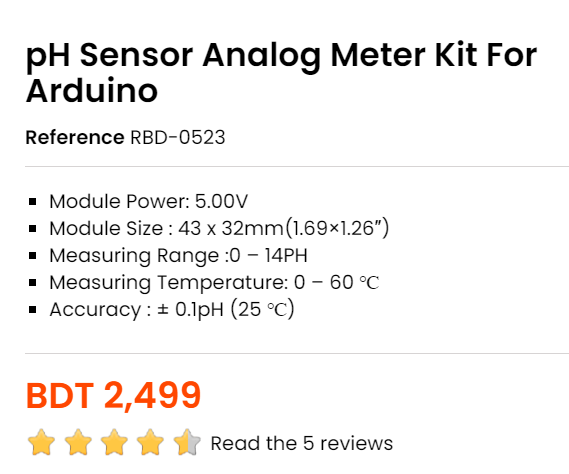 pH Sensor Analog Meter Kit For
Arduino
Reference RBD-0523
▪ Module Power: 5.00V
▪ Module Size : 43 x 32mm(1.69×1.26″)
▪ Measuring Range :0 – 14PH
▪ Measuring Temperature: 0 – 60 ℃
▪ Accuracy : ± 0.1pH (25 ℃)
BDT 2,499
Read the 5 reviews